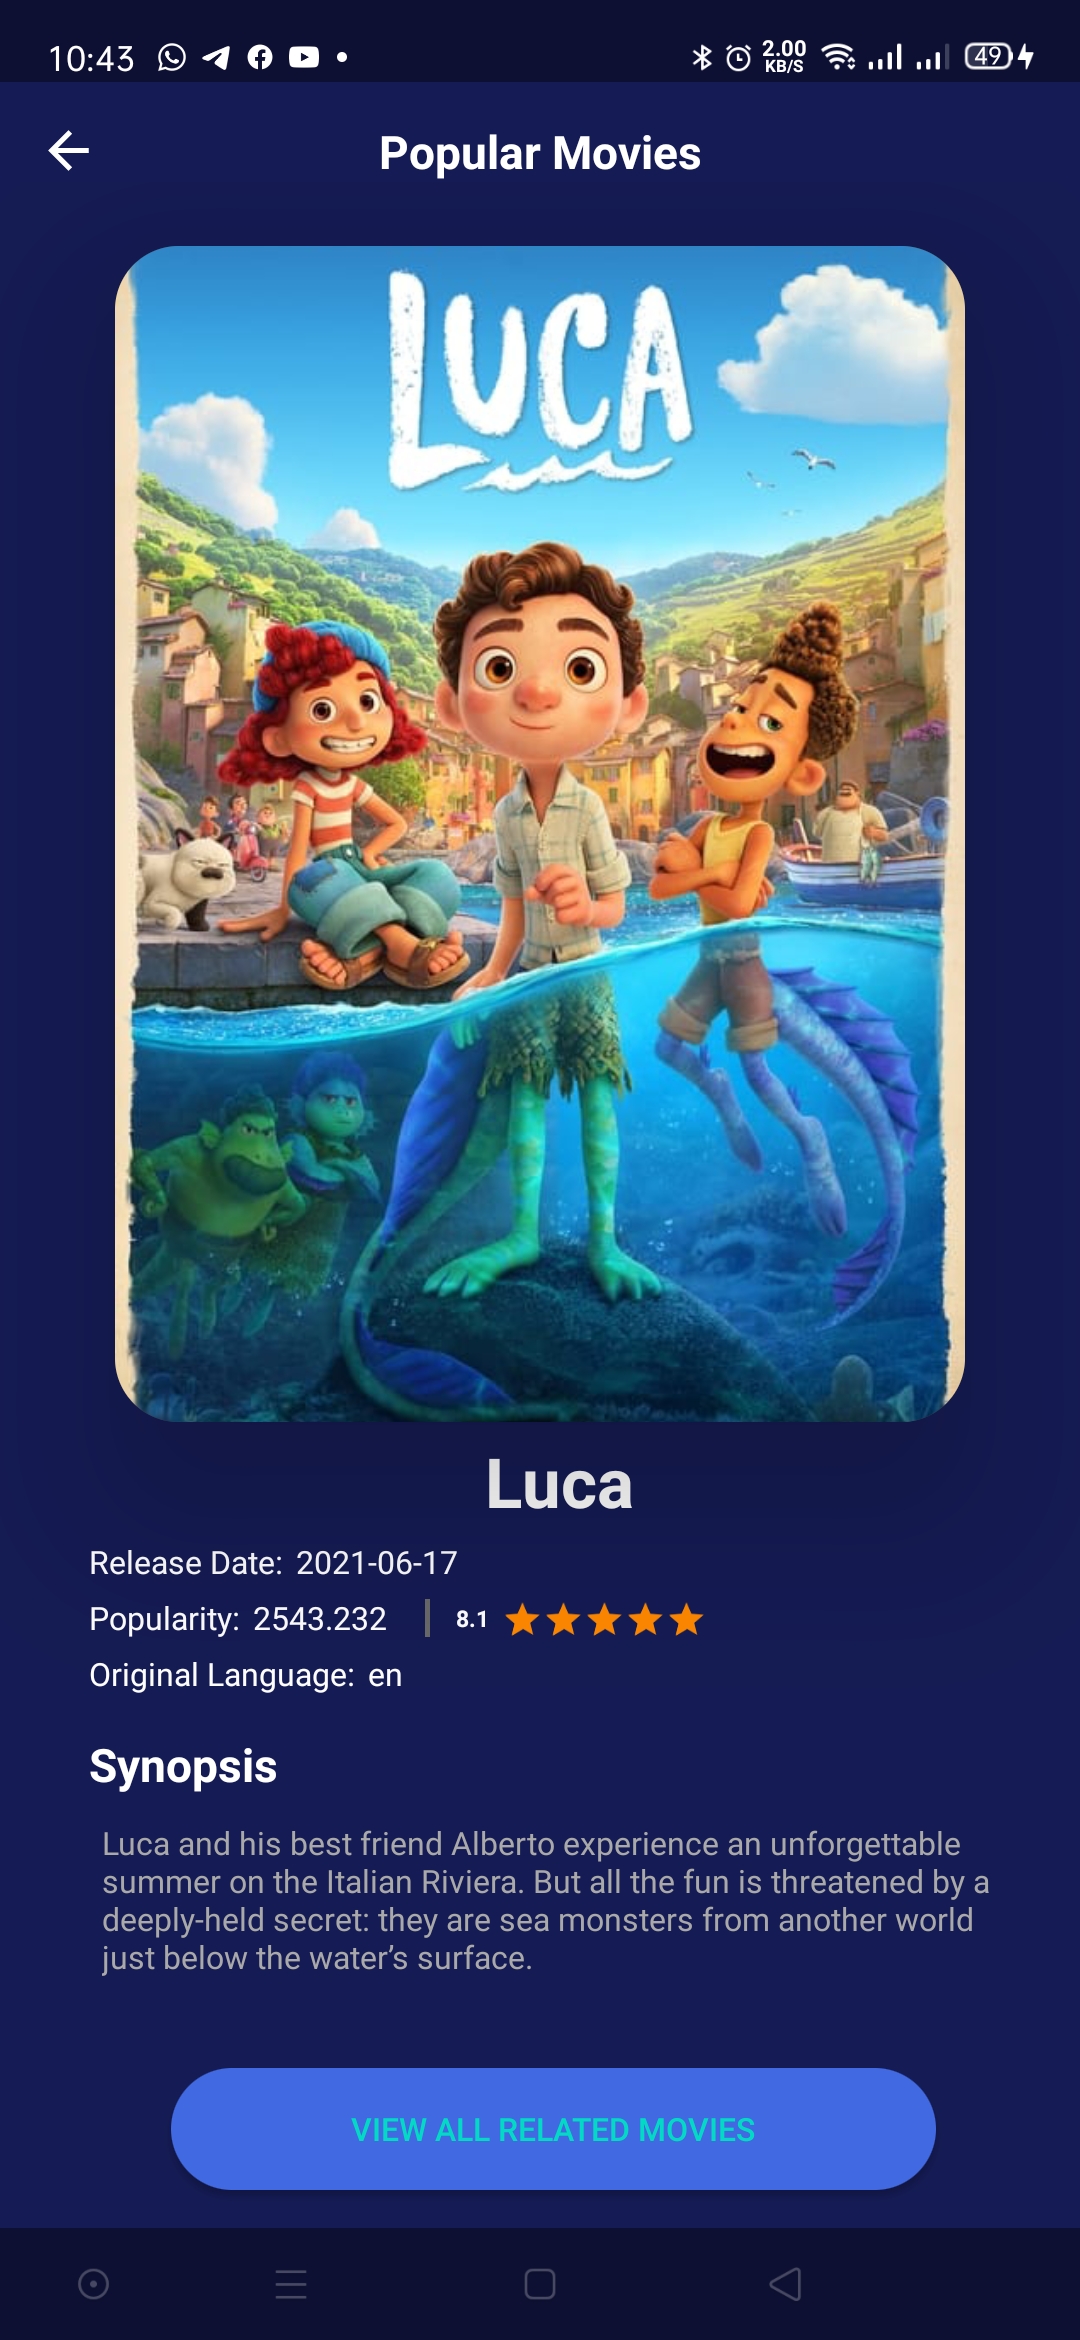 10:43
2.00
KB/S
49
Popular Movies
LUCA
Luca
Release Date: 2021-06-17
Popularity: 2543.232 | 8.1
Original Language: en
Synopsis
Luca and his best friend Alberto experience an unforgettable
summer on the Italian Riviera. But all the fun is threatened by a
deeply-held secret: they are sea monsters from another world
just below the water’s surface.
VIEW ALL RELATED MOVIES